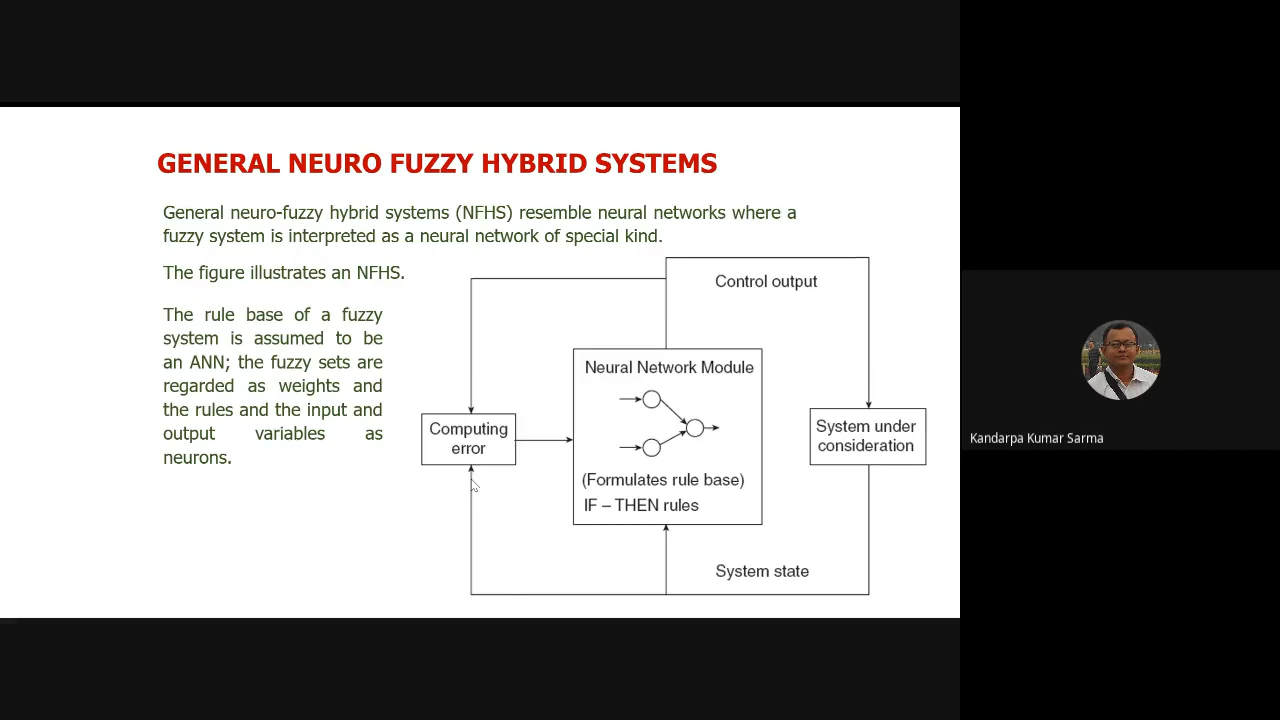 GENERAL NEURO FUZZY HYBRID SYSTEMS
General neuro-fuzzy hybrid systems (NFHS) resemble neural networks where a
fuzzy system is interpreted as a neural network of special kind.
The figure illustrates an NFHS.
The rule base of a fuzzy
system is assumed to be
an ANN; the fuzzy sets are
regarded as weights and
the rules and the input and
output variables as
neurons.
Control output
Neural Network Module
Computing
error
(Formulates rule base)
IF – THEN rules
System under
consideration
System state
Kandarpa Kumar Sarma